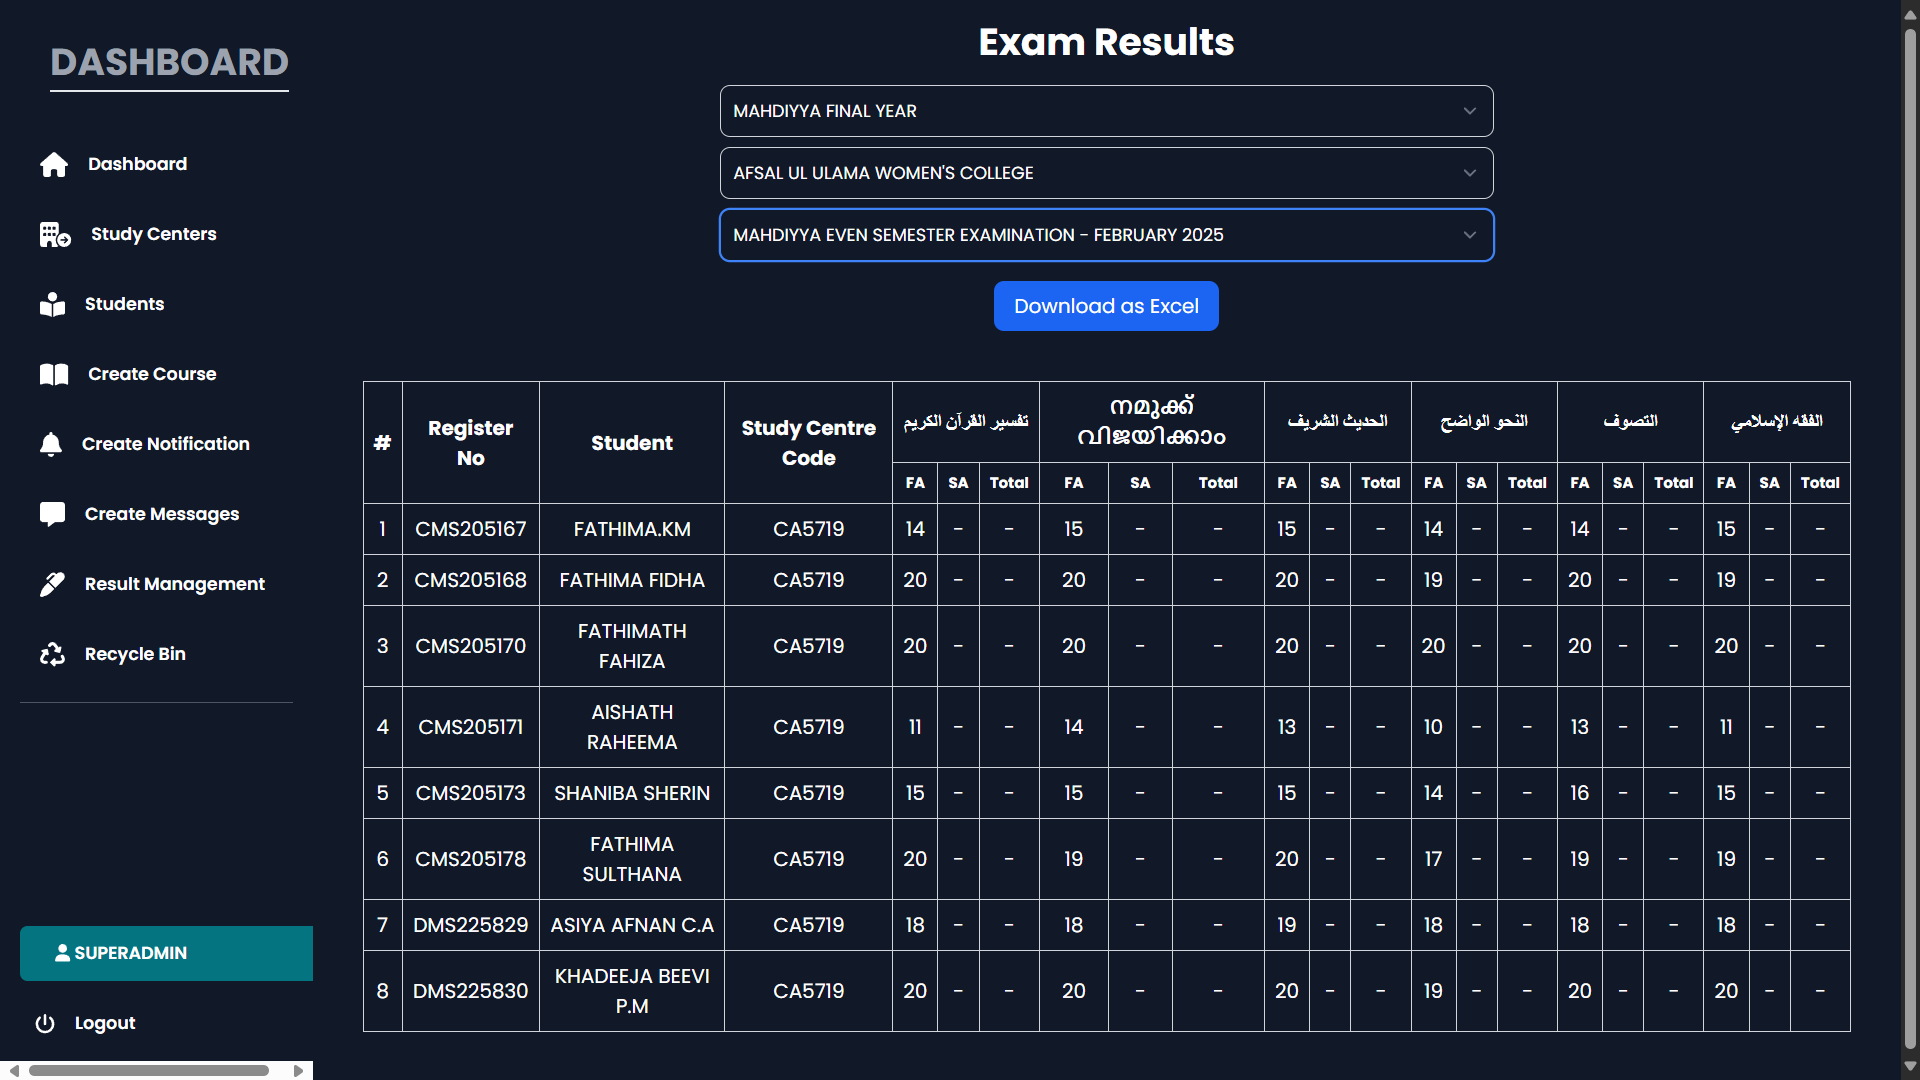 DASHBOARD
Dashboard
Study Centers
Students
Create Course
Create Notification
Create Messages
Result Management
Recycle Bin
SUPERADMIN
Logout
Exam Results
MAHDIYYA FINAL YEAR
AFSAL UL ULAMA WOMEN'S COLLEGE
MAHDIYYA EVEN SEMESTER EXAMINATION - FEBRUARY 2025
Download as Excel
# Register No Student Study Centre Code تفسير القرآن الكريم നമുക്ക് വിജയിക്കാം الحديث الشريف النحو الواضح التصوف الفقه الإسلامي
FA SA Total FA SA Total FA SA Total FA SA Total FA SA Total FA SA Total
1 CMS205167 FATHIMA.KM CA5719 14 - - 15 - - 15 - - 14 - - 14 - - 15 - -
2 CMS205168 FATHIMA FIDHA CA5719 20 - - 20 - - 20 - - 19 - - 20 - - 19 - -
3 CMS205170 FATHIMATH FAHIZA CA5719 20 - - 20 - - 20 - - 20 - - 20 - - 20 - -
4 CMS205171 AISHATH RAHEEMA CA5719 11 - - 14 - - 13 - - 10 - - 13 - - 11 - -
5 CMS205173 SHANIBA SHERIN CA5719 15 - - 15 - - 15 - - 14 - - 16 - - 15 - -
6 CMS205178 FATHIMA SULTHANA CA5719 20 - - 19 - - 20 - - 17 - - 19 - - 19 - -
7 DMS225829 ASIYA AFNAN C.A CA5719 18 - - 18 - - 19 - - 18 - - 18 - - 18 - -
8 DMS225830 KHADEEJA BEEVI P.M CA5719 20 - - 20 - - 20 - - 19 - - 20 - - 20 - -